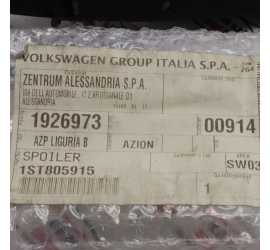 VOLKSWAGEN GROUP ITALIA S.P.A.
ZENTRUM ALESSANDRIA S.P.A.
ALESSANDRIA
1926973 00914
AZP LIGURIA B AZION
SPOILER SW03
1ST805915 1